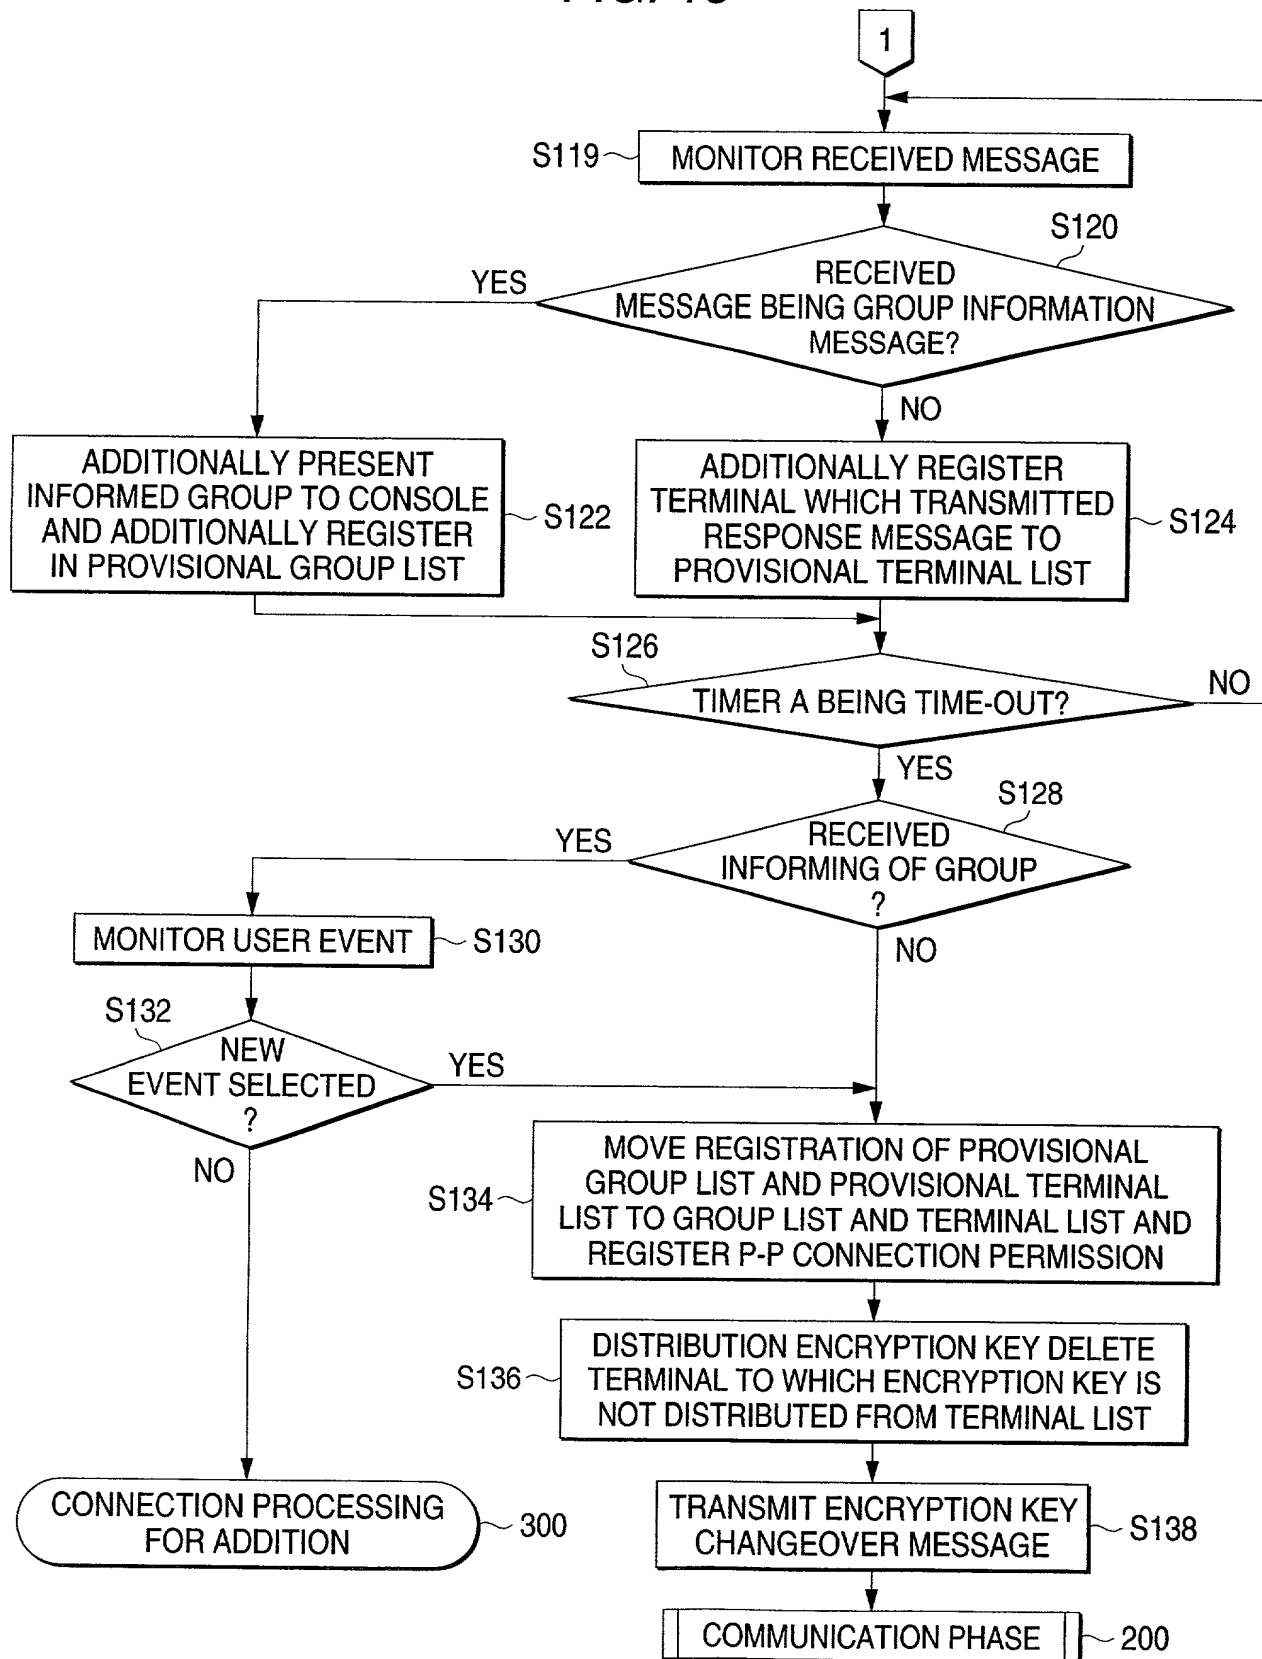 1
S119
MONITOR RECEIVED MESSAGE
S120
RECEIVED
MESSAGE BEING GROUP INFORMATION
MESSAGE?
YES
NO
ADDITIONALLY PRESENT
INFORMED GROUP TO CONSOLE
AND ADDITIONALLY REGISTER
IN PROVISIONAL GROUP LIST
S122
ADDITIONALLY REGISTER
TERMINAL WHICH TRANSMITTED
RESPONSE MESSAGE TO
PROVISIONAL TERMINAL LIST
S124
S126
TIMER A BEING TIME-OUT?
NO
YES
S128
RECEIVED
INFORMING OF GROUP
?
YES
NO
MONITOR USER EVENT
S130
S132
NEW
EVENT SELECTED
?
YES
NO
S134
MOVE REGISTRATION OF PROVISIONAL
GROUP LIST AND PROVISIONAL TERMINAL
LIST TO GROUP LIST AND TERMINAL LIST AND
REGISTER P-P CONNECTION PERMISSION
S136
DISTRIBUTION ENCRYPTION KEY DELETE
TERMINAL TO WHICH ENCRYPTION KEY IS
NOT DISTRIBUTED FROM TERMINAL LIST
CONNECTION PROCESSING
FOR ADDITION
300
TRANSMIT ENCRYPTION KEY
CHANGEOVER MESSAGE
S138
COMMUNICATION PHASE
200